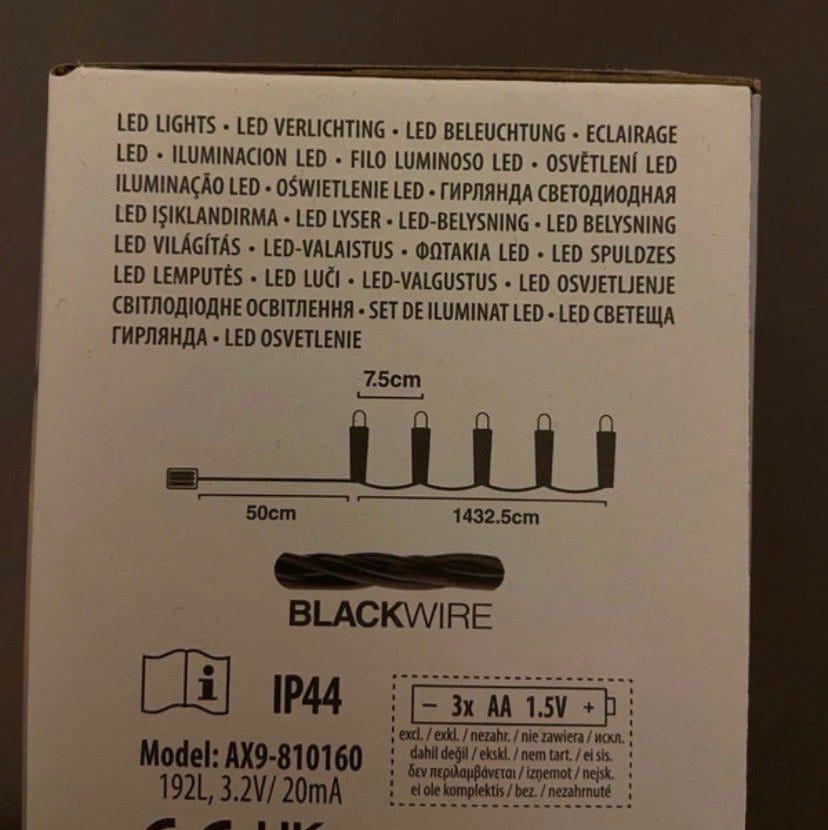 LED LIGHTS • LED VERLICHTING • LED BELEUCHTUNG • ECLAIRAGE
LED • ILUMINACION LED • FILO LUMINOSO LED • OSVĚTLENÍ LED
ILUMINAÇÃO LED • OŚWIETLENIE LED • ГИРЛЯНДА СВЕТОДИОДНАЯ
LED IŞIKLANDIRMA • LED LYSER • LED-BELYSNING • LED BELYSNING
LED VILÁGÍTÁS • LED-VALAISTUS • ΦΩΤΑΚΙΑ LED • LED SPULDZES
LED LEMPUTĖS • LED LUČI • LED-VALGUSTUS • LED OSVJETLJENJE
СВІТЛОДІОДНЕ ОСВІТЛЕННЯ • SET DE ILUMINAT LED • LED СВЕТЕЩА
ГИРЛЯНДА • LED OSVETLENIE
7.5cm
50cm
1432.5cm
BLACKWIRE
i
IP44
Model: AX9-810160
192L, 3.2V/ 20mA
− 3x AA 1.5V +
excl. / exkl. / nezahr. / nie zawiera / искл.
dahil değil / ekskl. / nem tart. / ei sis.
δεν περιλαμβάνεται / izņemot / nejsk.
ei ole komplektis / bez. / nezahrnuté